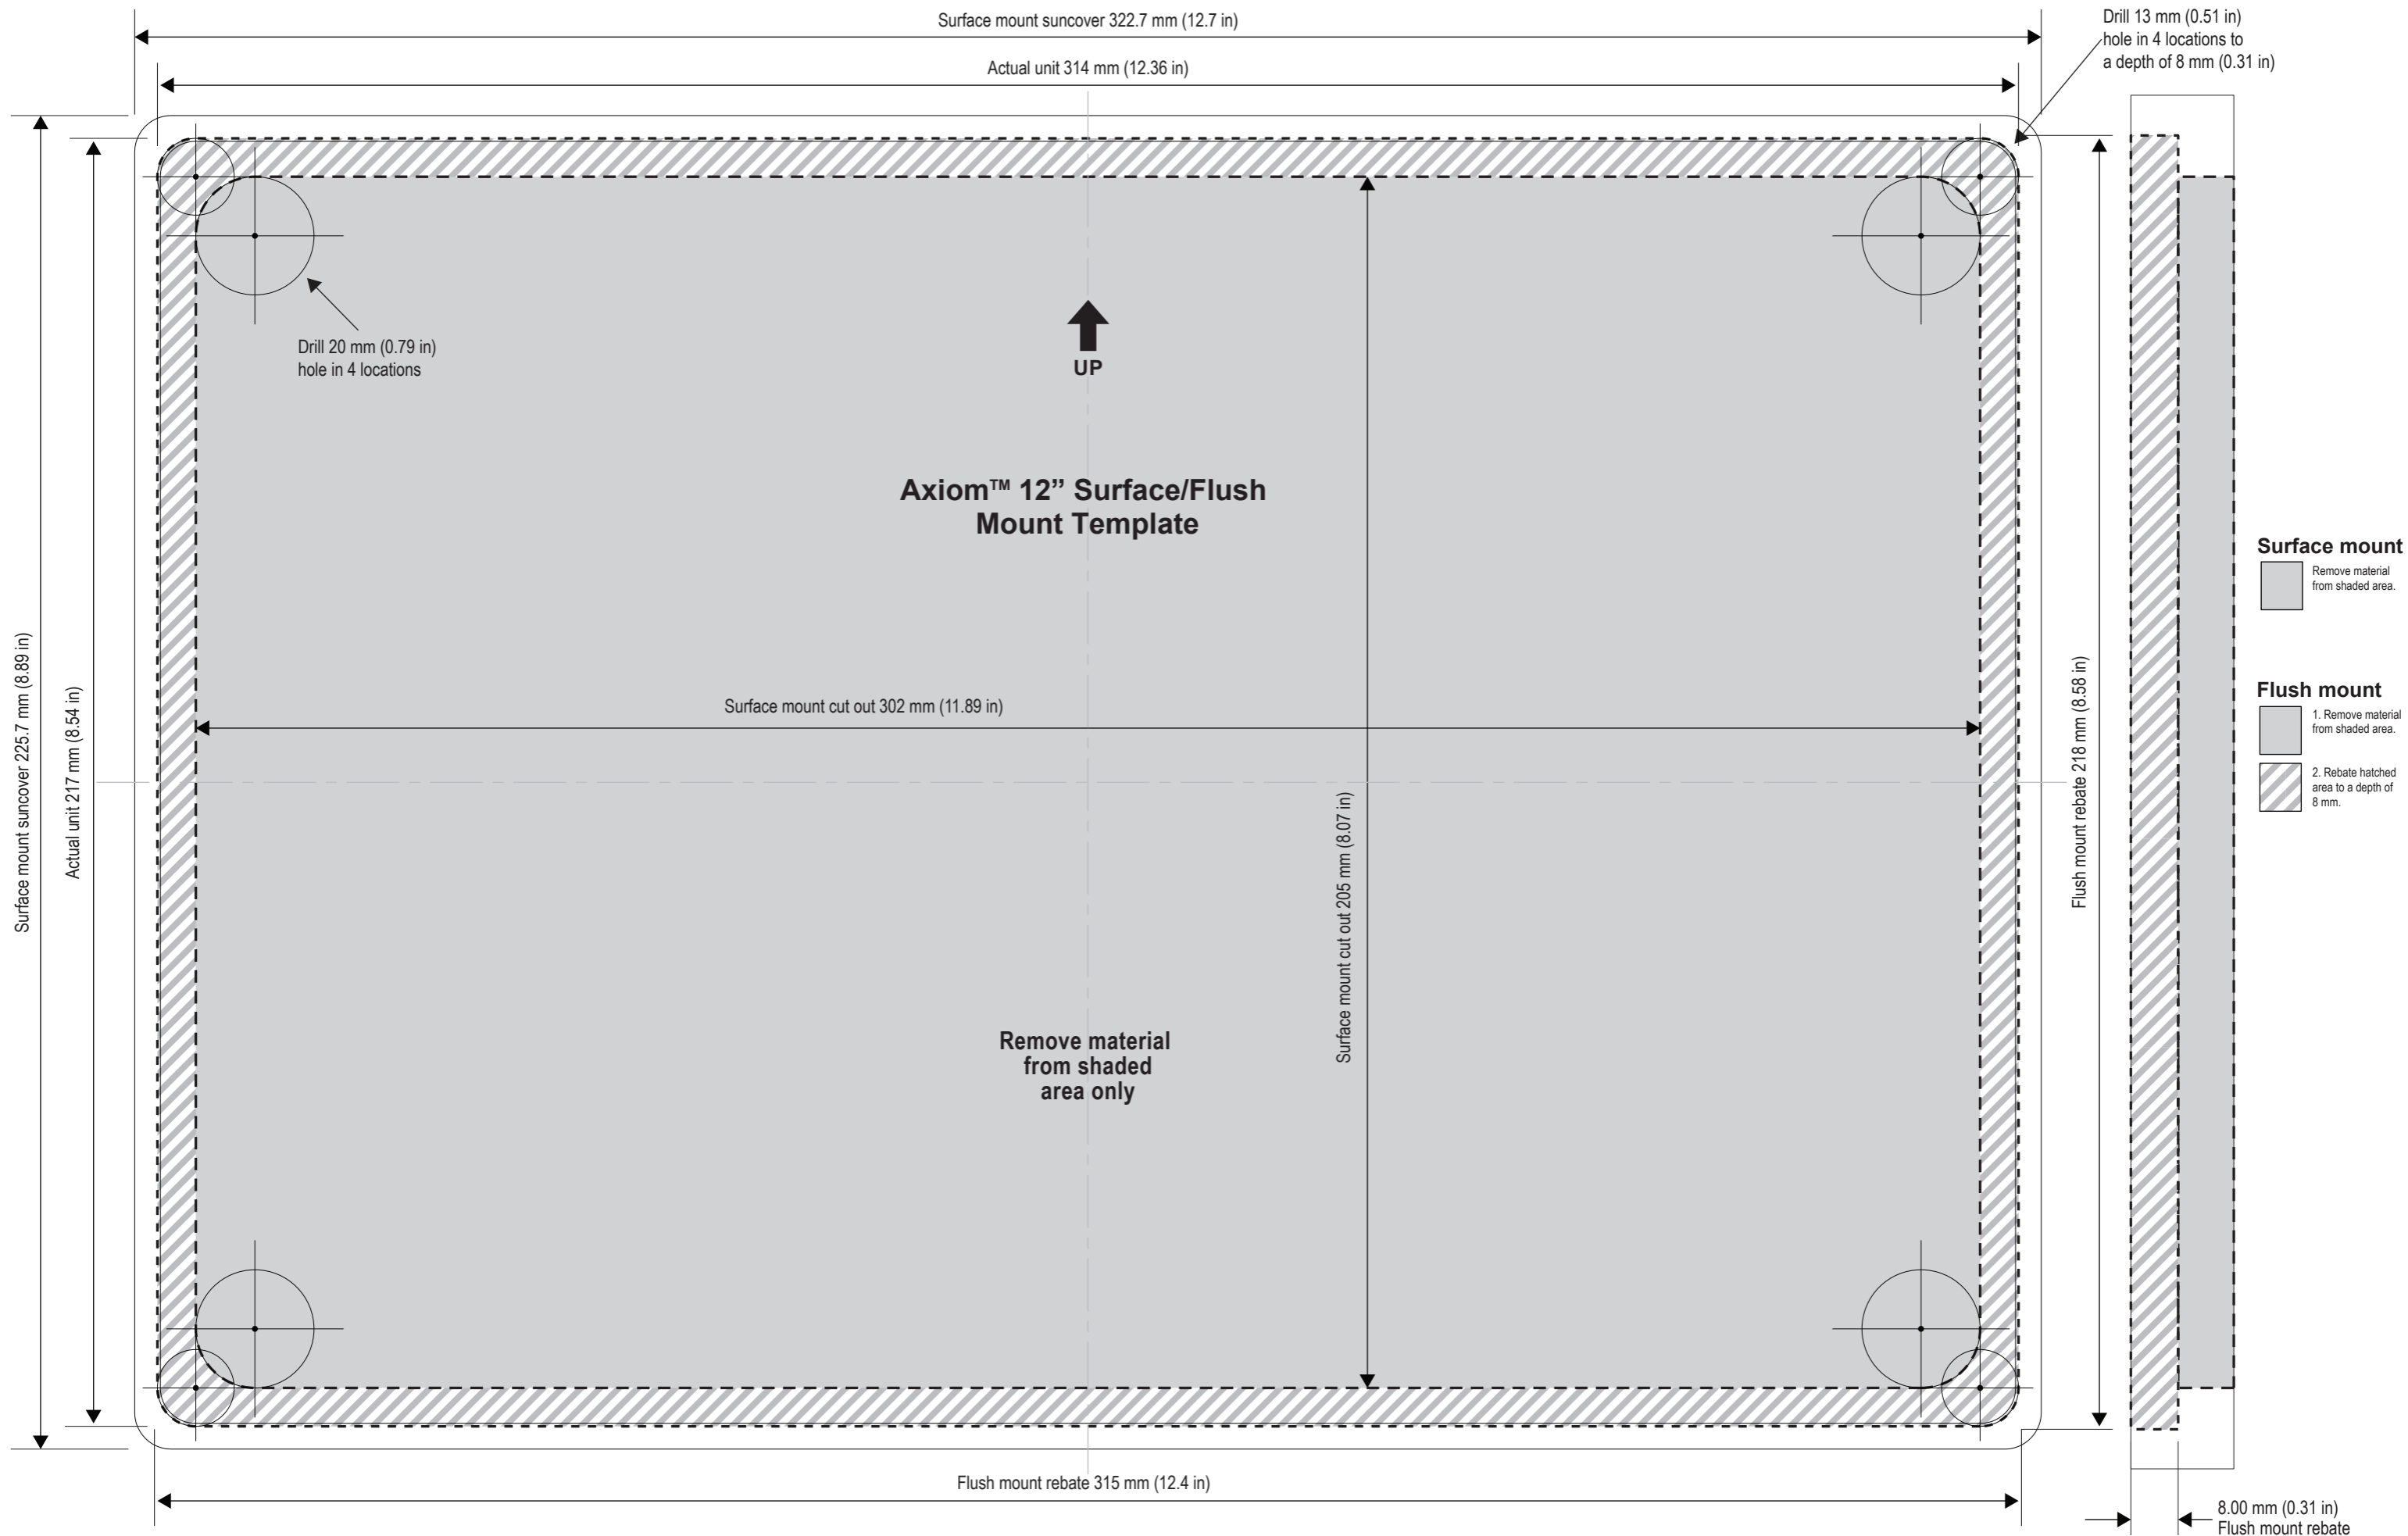 Surface mount suncover 322.7 mm (12.7 in)
Drill 13 mm (0.51 in)
hole in 4 locations to
a depth of 8 mm (0.31 in)
Actual unit 314 mm (12.36 in)
Drill 20 mm (0.79 in)
hole in 4 locations
UP
Axiom™ 12” Surface/Flush
Mount Template
Surface mount
Remove material
from shaded area.
Flush mount
1. Remove material
from shaded area.
2. Rebate hatched
area to a depth of
8 mm.
Surface mount suncover 225.7 mm (8.89 in)
Actual unit 217 mm (8.54 in)
Surface mount cut out 302 mm (11.89 in)
Surface mount cut out 205 mm (8.07 in)
Flush mount rebate 218 mm (8.58 in)
Remove material
from shaded
area only
Flush mount rebate 315 mm (12.4 in)
8.00 mm (0.31 in)
Flush mount rebate